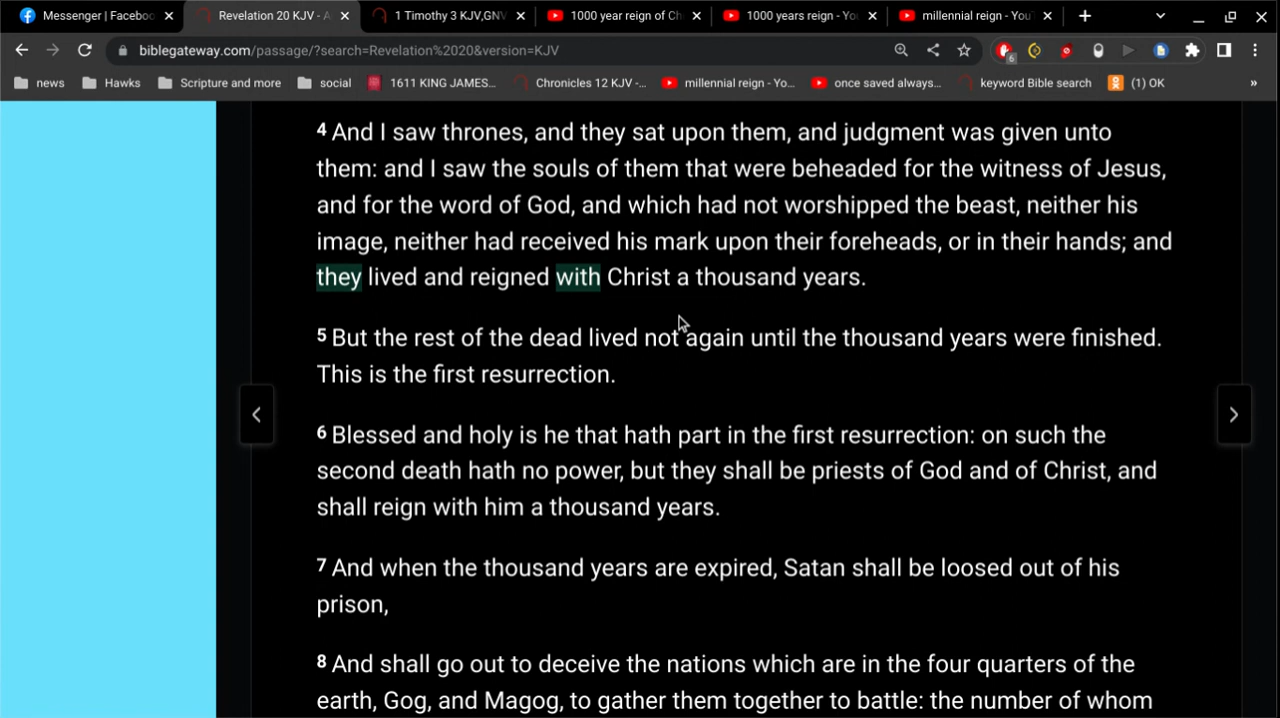 Messenger | Faceboo
Revelation 20 KJV - A
1 Timothy 3 KJV,GNV
1000 year reign of Ch
1000 years reign - Yo
millennial reign - You
biblegateway.com/passage/?search=Revelation%2020&version=KJV
6
news
Hawks
Scripture and more
social
1611 KING JAMES...
Chronicles 12 KJV -...
millennial reign - Yo...
once saved always...
keyword Bible search
(1) OK
»
4 And I saw thrones, and they sat upon them, and judgment was given unto
them: and I saw the souls of them that were beheaded for the witness of Jesus,
and for the word of God, and which had not worshipped the beast, neither his
image, neither had received his mark upon their foreheads, or in their hands; and
they lived and reigned with Christ a thousand years.
5 But the rest of the dead lived not again until the thousand years were finished.
This is the first resurrection.
6 Blessed and holy is he that hath part in the first resurrection: on such the
second death hath no power, but they shall be priests of God and of Christ, and
shall reign with him a thousand years.
7 And when the thousand years are expired, Satan shall be loosed out of his
prison,
8 And shall go out to deceive the nations which are in the four quarters of the
earth, Gog, and Magog, to gather them together to battle: the number of whom